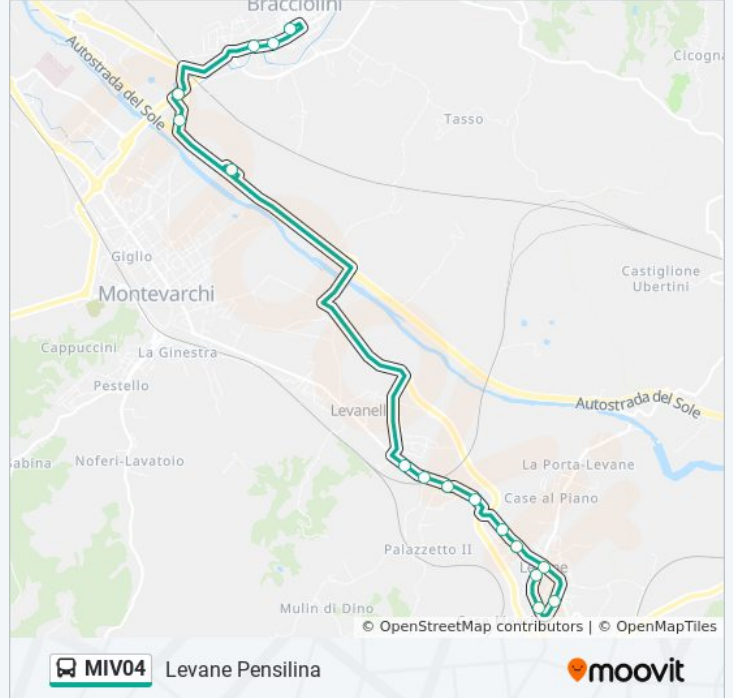 Bracciolini
Autostrada del Sole
Cicogna
Tasso
Giglio
Castiglione
Ubertini
Montevarchi
Cappuccini
La Ginestra
Pestello
Autostrada del Sole
Levanell
abina
Noferi-Lavatoio
La Porta-Levane
Case al Piano
Palazzetto II
Mulin di Dino
© OpenStreetMap contributors | © OpenMapTiles
MIV04 Levane Pensilina
moovit